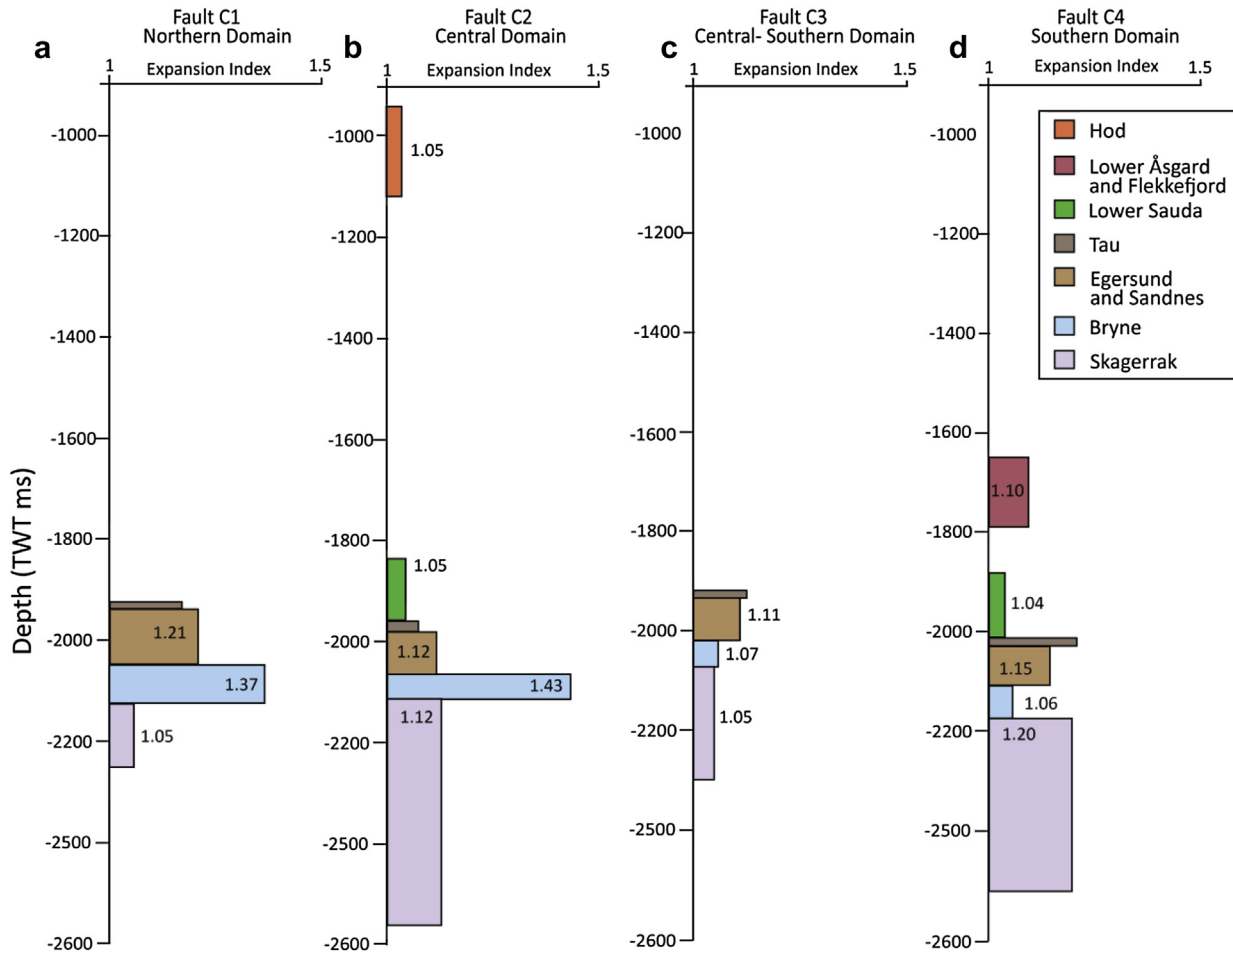 Fault C1
Northern Domain
a
1 Expansion Index 1.5
Depth (TWT ms)
-1000
-1200
-1400
-1600
-1800
-2000
-2200
-2500
-2600
1.21
1.37
1.05
Fault C2
Central Domain
b
1 Expansion Index 1.5
-1000
-1200
-1400
-1600
-1800
-2000
-2200
-2500
-2600
1.05
1.05
1.12
1.43
1.12
Fault C3
Central- Southern Domain
c
1 Expansion Index 1.5
-1000
-1200
-1400
-1600
-1800
-2000
-2200
-2500
-2600
1.11
1.07
1.05
Fault C4
Southern Domain
d
1 Expansion Index 1.5
-1000
-1200
-1400
-1600
-1800
-2000
-2200
-2500
-2600
1.10
1.04
1.15
1.06
1.20
Hod
Lower Åsgard
and Flekkefjord
Lower Sauda
Tau
Egersund
and Sandnes
Bryne
Skagerrak